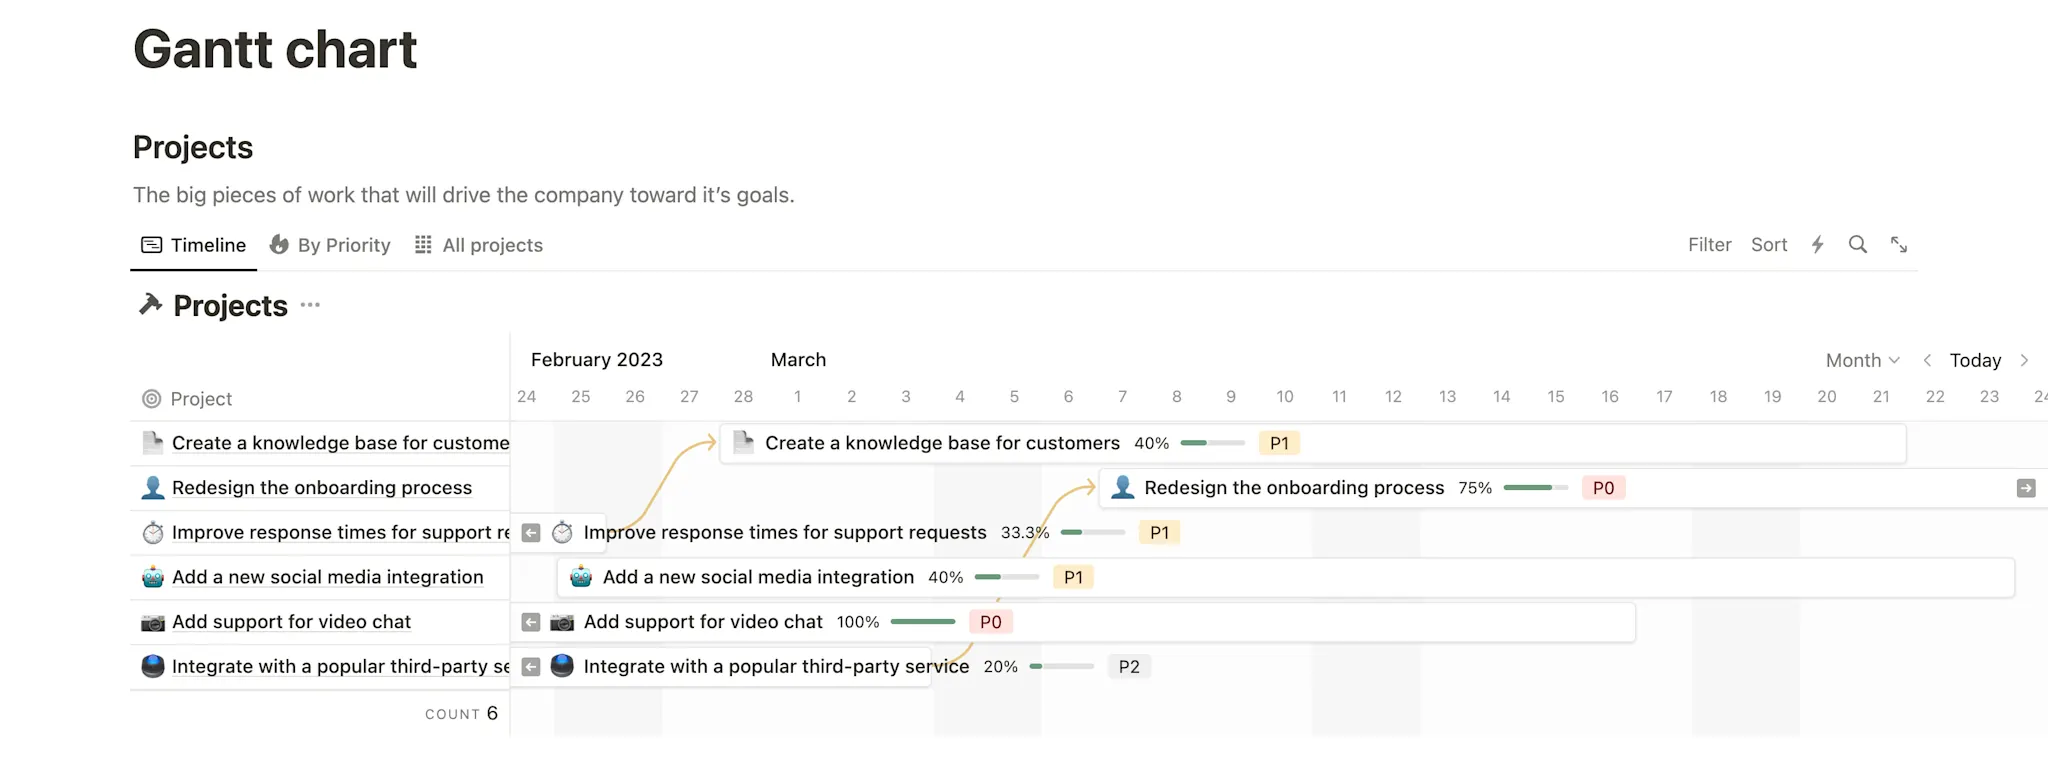 Gantt chart
Projects
The big pieces of work that will drive the company toward it’s goals.
Timeline By Priority All projects Filter Sort
Projects
February 2023 March Month Today
Project 24 25 26 27 28 1 2 3 4 5 6 7 8 9 10 11 12 13 14 15 16 17 18 19 20 21 22 23
Create a knowledge base for custome Create a knowledge base for customers 40% P1
Redesign the onboarding process Redesign the onboarding process 75% P0
Improve response times for support re Improve response times for support requests 33.3% P1
Add a new social media integration Add a new social media integration 40% P1
Add support for video chat Add support for video chat 100% P0
Integrate with a popular third-party se Integrate with a popular third-party service 20% P2
COUNT 6